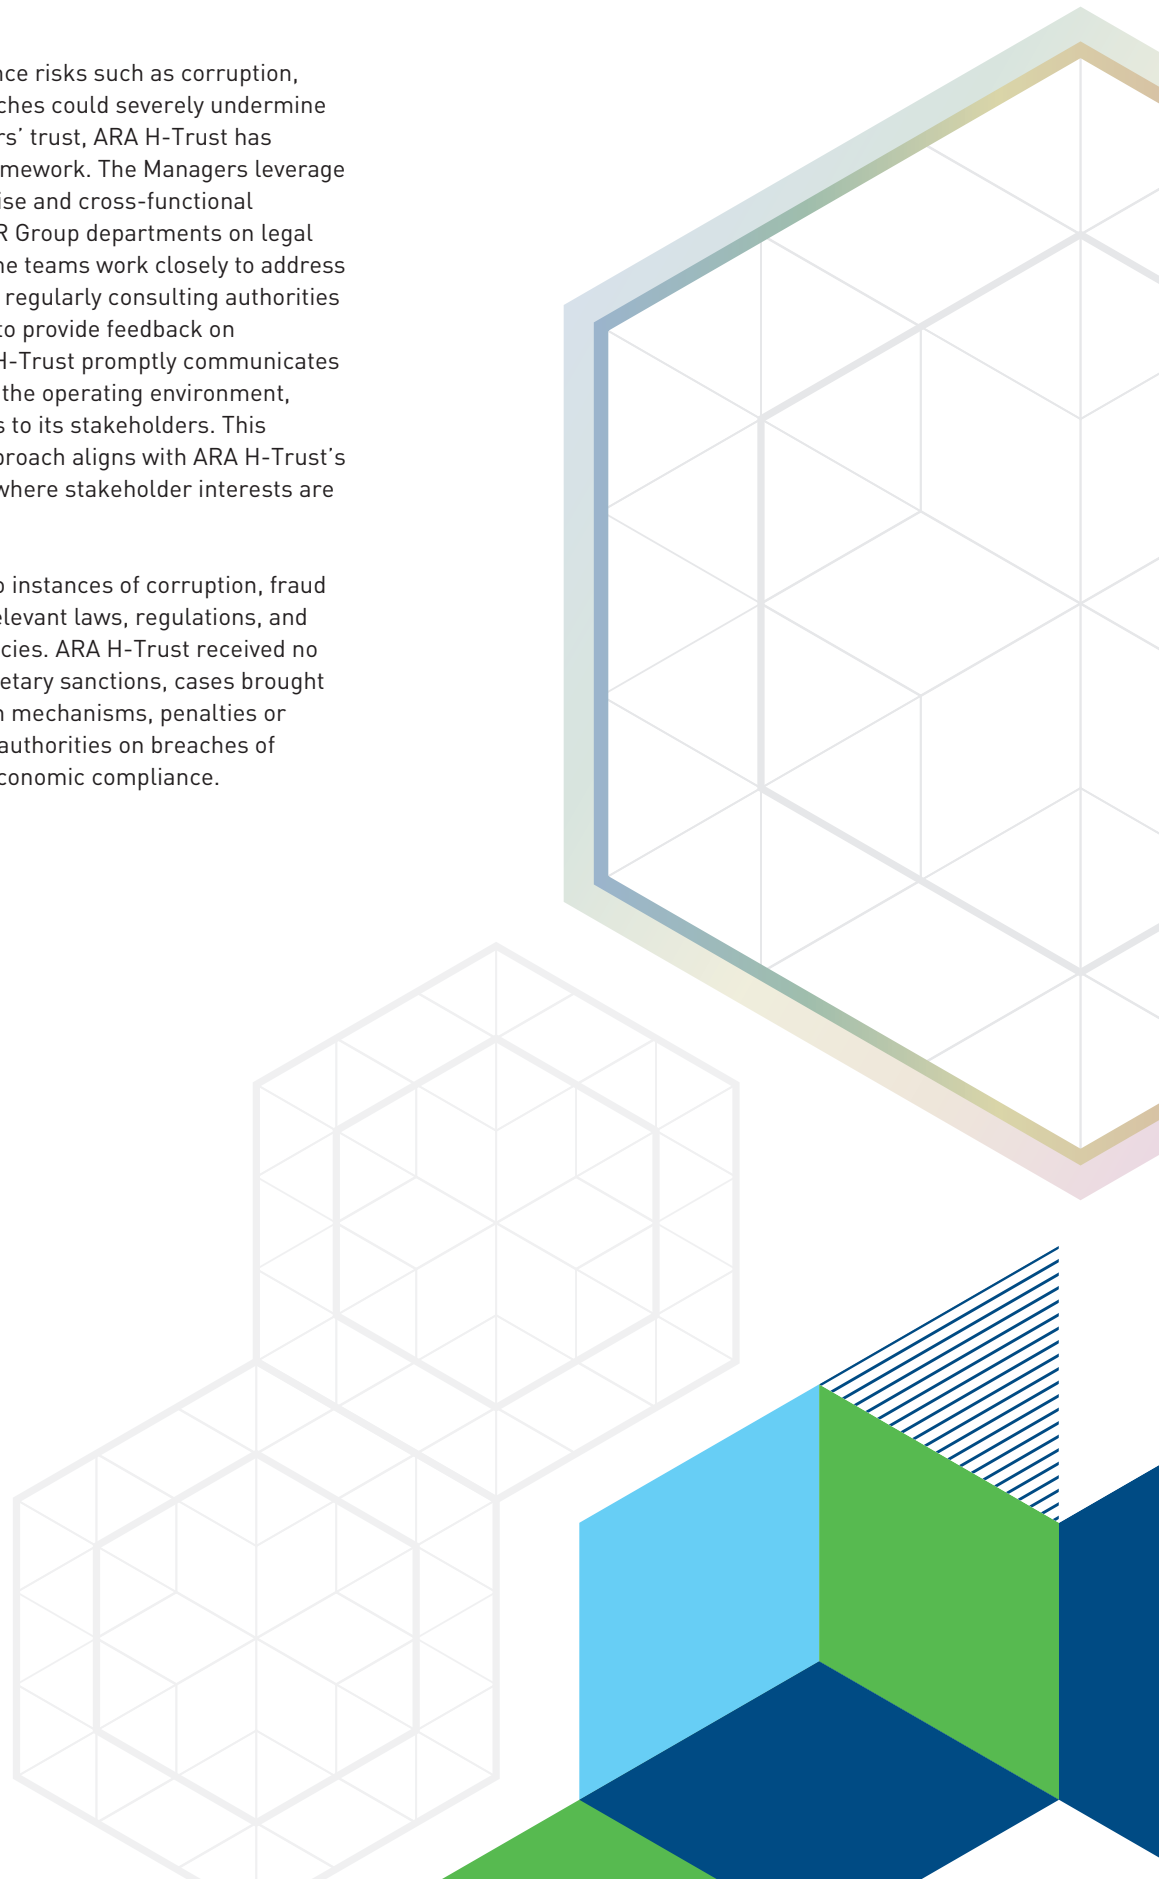 nce risks such as corruption,
ches could severely undermine
rs’ trust, ARA H-Trust has
mework. The Managers leverage
ise and cross-functional
R Group departments on legal
ne teams work closely to address
regularly consulting authorities
to provide feedback on
H-Trust promptly communicates
the operating environment,
s to its stakeholders. This
proach aligns with ARA H-Trust’s
where stakeholder interests are
o instances of corruption, fraud
elevant laws, regulations, and
cies. ARA H-Trust received no
etary sanctions, cases brought
n mechanisms, penalties or
authorities on breaches of
conomic compliance.